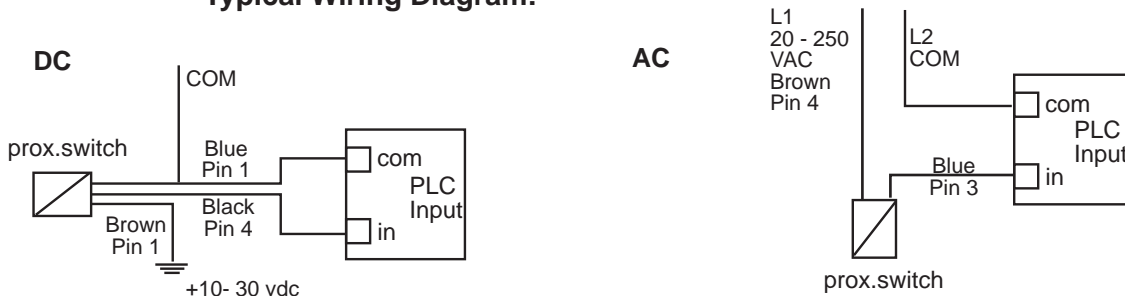 Typical Wiring Diagram:
DC
COM
prox.switch
Blue
Pin 1
Black
Pin 4
Brown
Pin 1
+10- 30 vdc
com
PLC
Input
in
AC
L1
20 - 250
VAC
Brown
Pin 4
L2
COM
com
PLC
Input
in
Blue
Pin 3
prox.switch